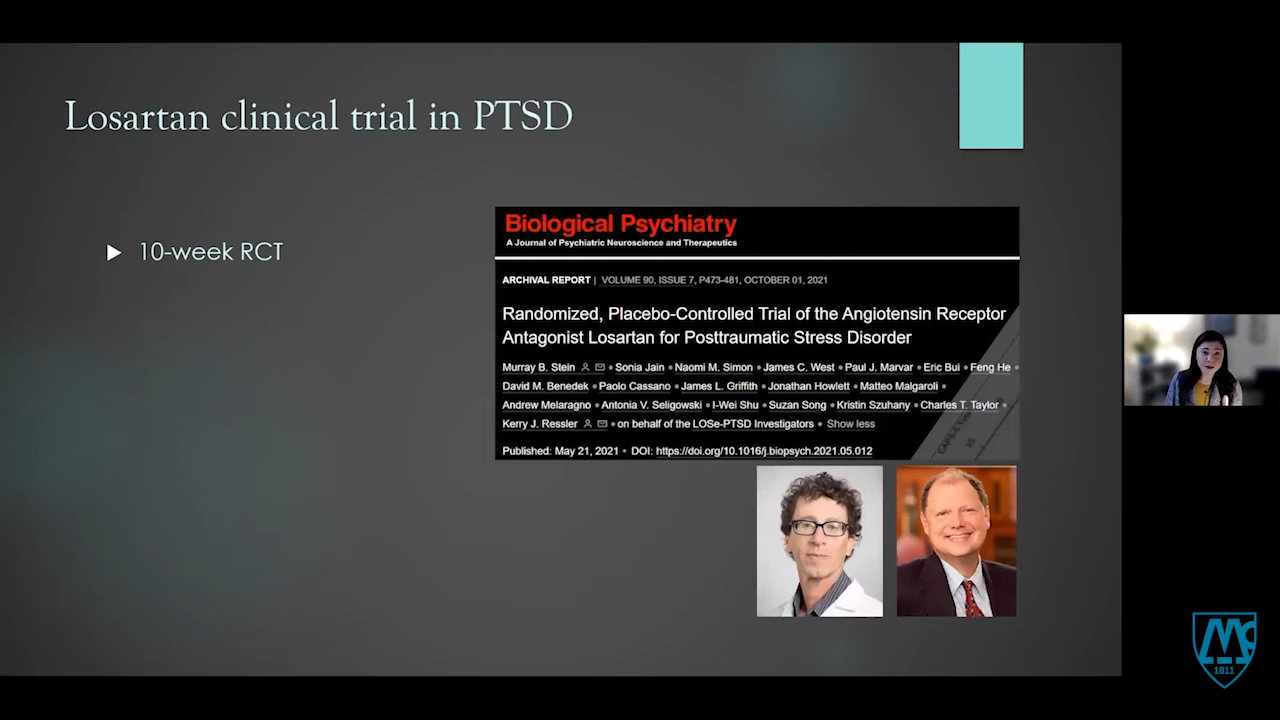 Losartan clinical trial in PTSD
10-week RCT
Biological Psychiatry
A Journal of Psychiatric Neuroscience and Therapeutics
ARCHIVAL REPORT | VOLUME 90, ISSUE 7, P473-481, OCTOBER 01, 2021
Randomized, Placebo-Controlled Trial of the Angiotensin Receptor
Antagonist Losartan for Posttraumatic Stress Disorder
Murray B. Stein • Sonia Jain • Naomi M. Simon • James C. West • Paul J. Marvar • Eric Bui • Feng He •
David M. Benedek • Paolo Cassano • James L. Griffith • Jonathan Howlett • Matteo Malgaroli •
Andrew Melaragno • Antonia V. Seligowski • I-Wei Shu • Suzan Song • Kristin Szuhany • Charles T. Taylor •
Kerry J. Ressler • on behalf of the LOSe-PTSD Investigators • Show less
Published: May 21, 2021 • DOI: https://doi.org/10.1016/j.biopsych.2021.05.012
25
Mc
1811